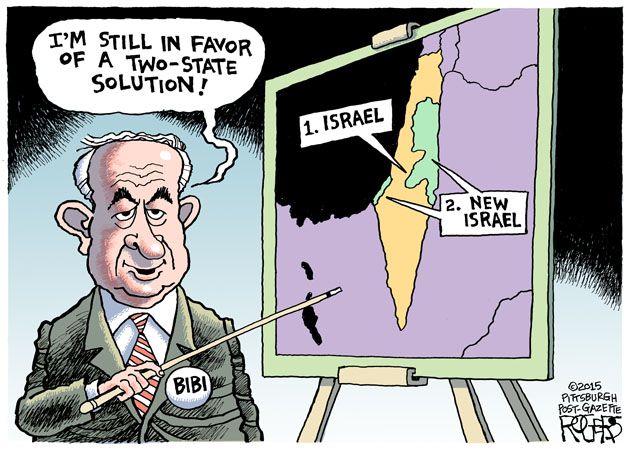 I'M STILL IN FAVOR
OF A TWO-STATE
SOLUTION!
1. ISRAEL
2. NEW
ISRAEL
BIBI
©2015
PITTSBURGH
POST-GAZETTE
ROGERS